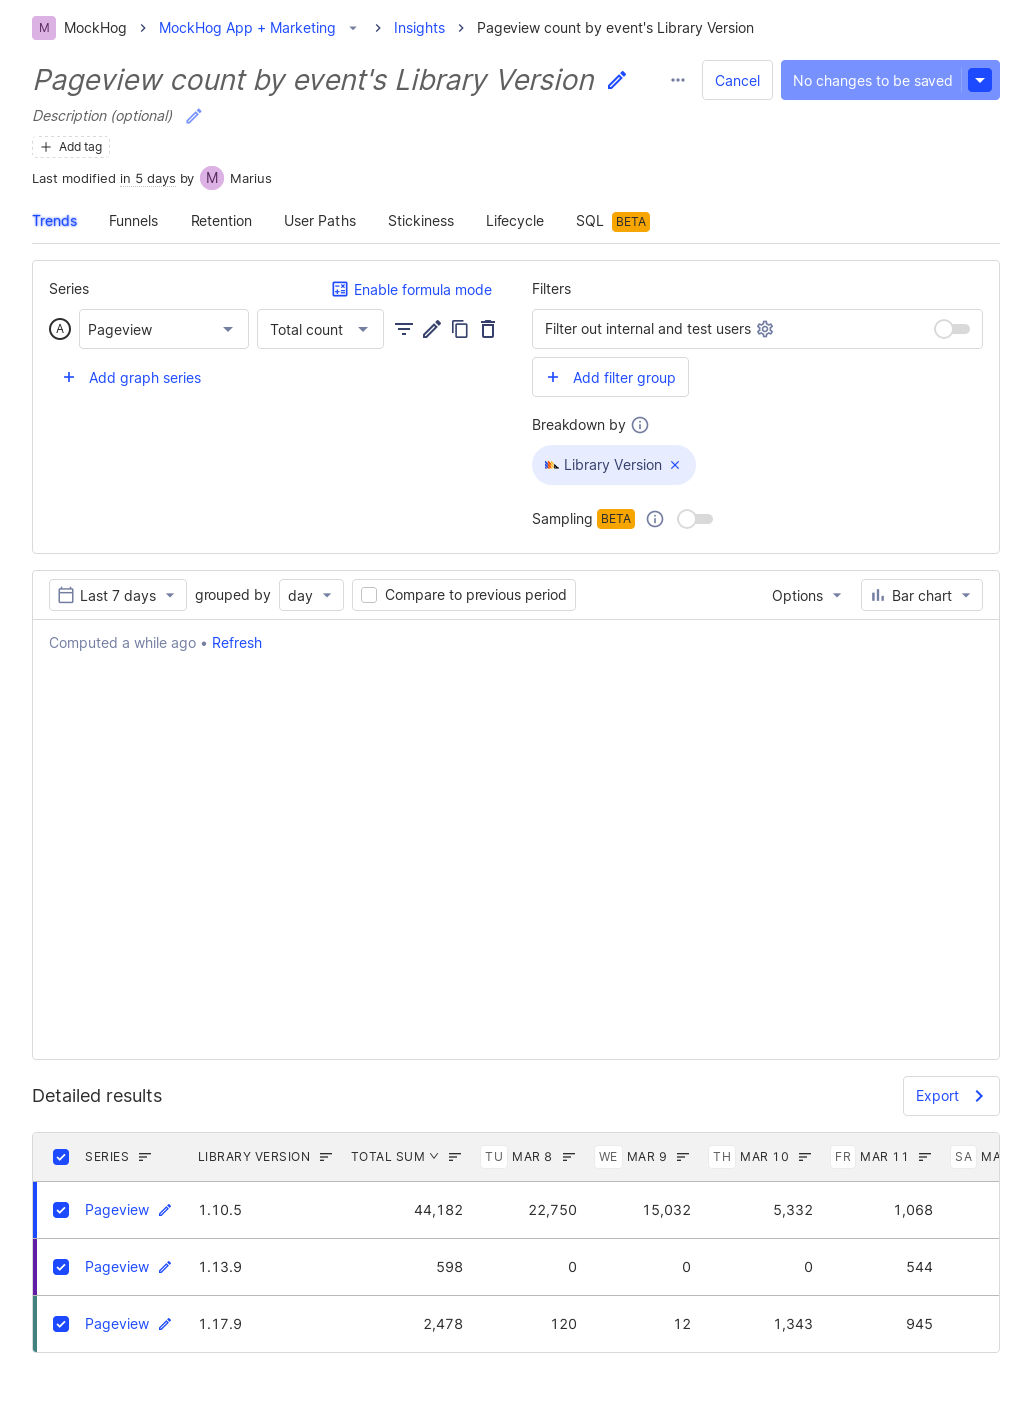 M MockHog MockHog App + Marketing Insights Pageview count by event's Library Version
Pageview count by event's Library Version
Cancel No changes to be saved
Description (optional)
Add tag
Last modified in 5 days by M Marius
Trends Funnels Retention User Paths Stickiness Lifecycle SQL BETA
Series Enable formula mode
A Pageview Total count
Add graph series
Filters
Filter out internal and test users
Add filter group
Breakdown by
Library Version
Sampling BETA
Last 7 days grouped by day Compare to previous period Options Bar chart
Computed a while ago • Refresh
Detailed results Export
SERIES LIBRARY VERSION TOTAL SUM TU MAR 8 WE MAR 9 TH MAR 10 FR MAR 11 SA MA
Pageview 1.10.5 44,182 22,750 15,032 5,332 1,068
Pageview 1.13.9 598 0 0 0 544
Pageview 1.17.9 2,478 120 12 1,343 945